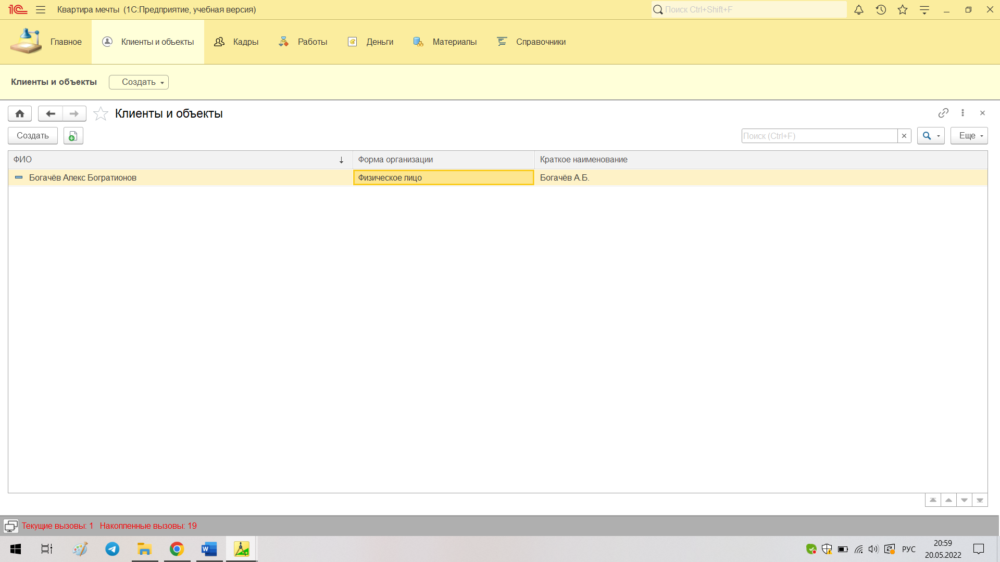 1С Квартира мечты (1С:Предприятие, учебная версия)
Поиск Ctrl+Shift+F
Главное
Клиенты и объекты
Кадры
Работы
Деньги
Материалы
Справочники
Клиенты и объекты
Создать
Клиенты и объекты
Создать
Поиск (Ctrl+F)
×
Еще
ФИО
Форма организации
Краткое наименование
Богачёв Алекс Богратионов
Физическое лицо
Богачёв А.Б.
Текущие вызовы: 1 Накопленные вызовы: 19
W
РУС
20:59
20.05.2022